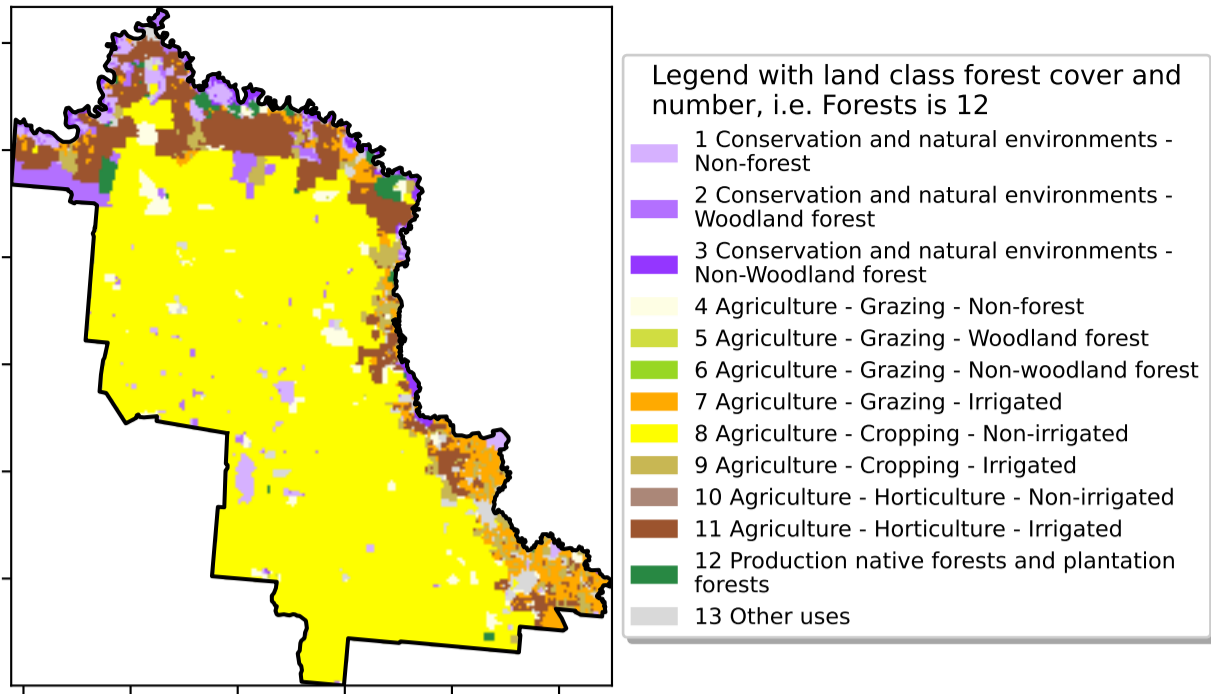 Legend with land class forest cover and
number, i.e. Forests is 12
1 Conservation and natural environments -
Non-forest
2 Conservation and natural environments -
Woodland forest
3 Conservation and natural environments -
Non-Woodland forest
4 Agriculture - Grazing - Non-forest
5 Agriculture - Grazing - Woodland forest
6 Agriculture - Grazing - Non-woodland forest
7 Agriculture - Grazing - Irrigated
8 Agriculture - Cropping - Non-irrigated
9 Agriculture - Cropping - Irrigated
10 Agriculture - Horticulture - Non-irrigated
11 Agriculture - Horticulture - Irrigated
12 Production native forests and plantation
forests
13 Other uses